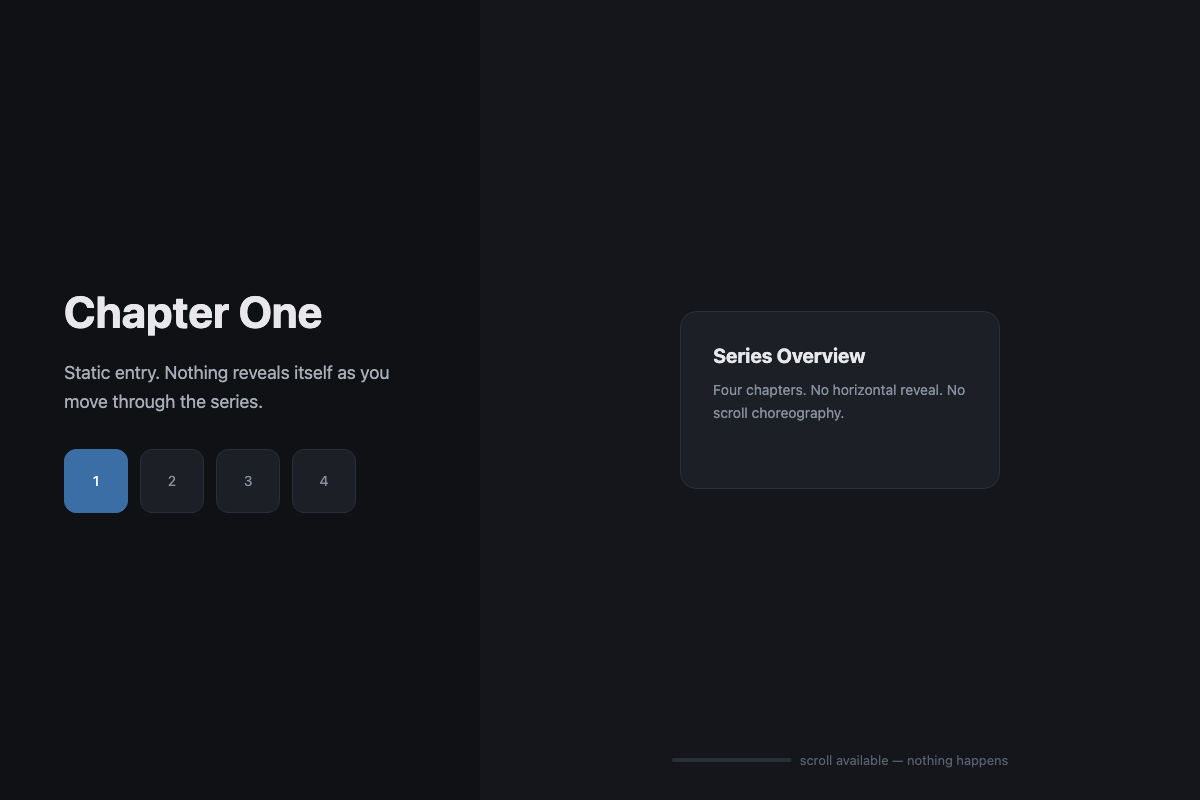 Chapter One
Static entry. Nothing reveals itself as you
move through the series.
1
2
3
4
Series Overview
Four chapters. No horizontal reveal. No
scroll choreography.
scroll available — nothing happens